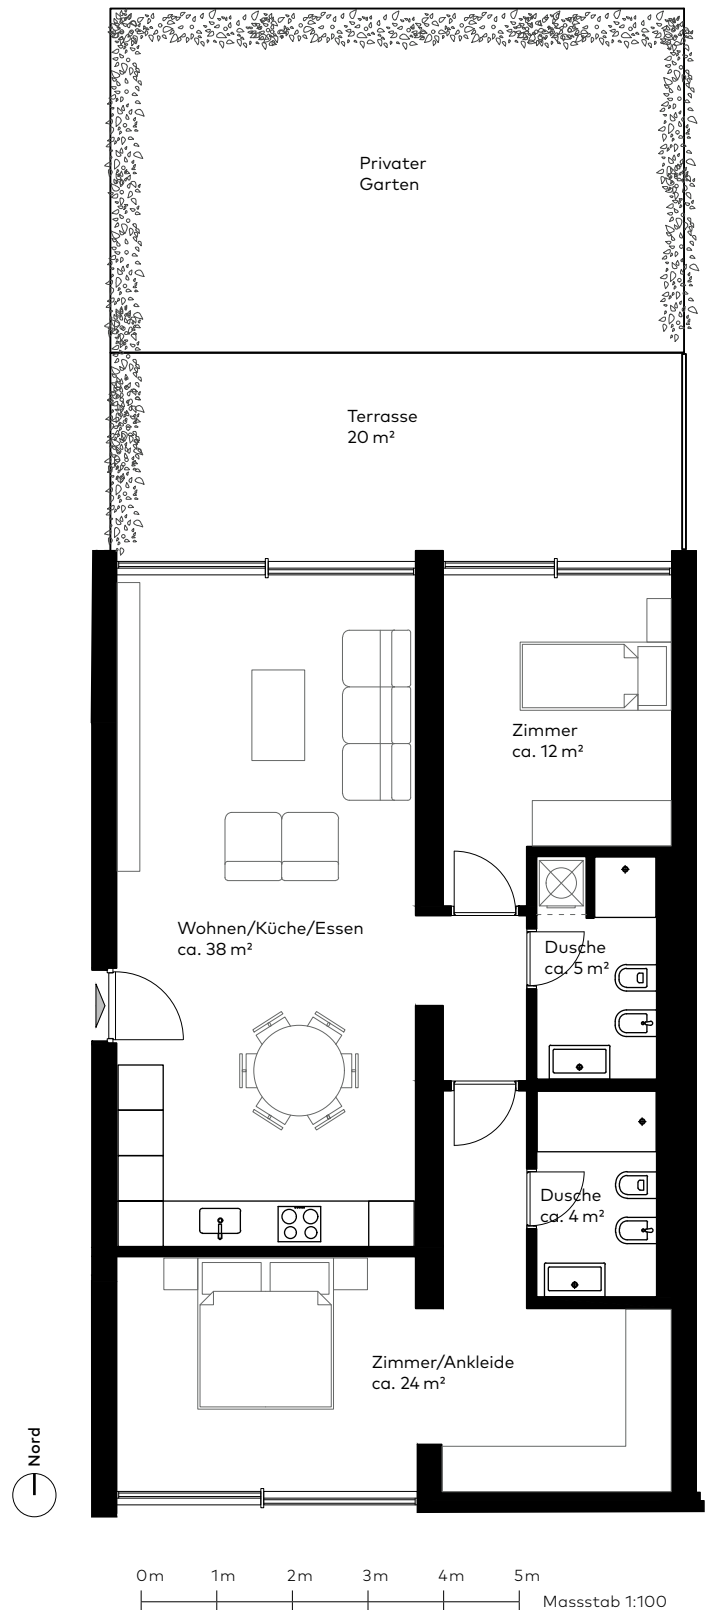 Privater
Garten
Terrasse
20 m²
Zimmer
ca. 12 m²
Wohnen/Küche/Essen
ca. 38 m²
Dusche
ca. 5 m²
Dusche
ca. 4 m²
Zimmer/Ankleide
ca. 24 m²
Nord
0m 1m 2m 3m 4m 5m
Massstab 1:100